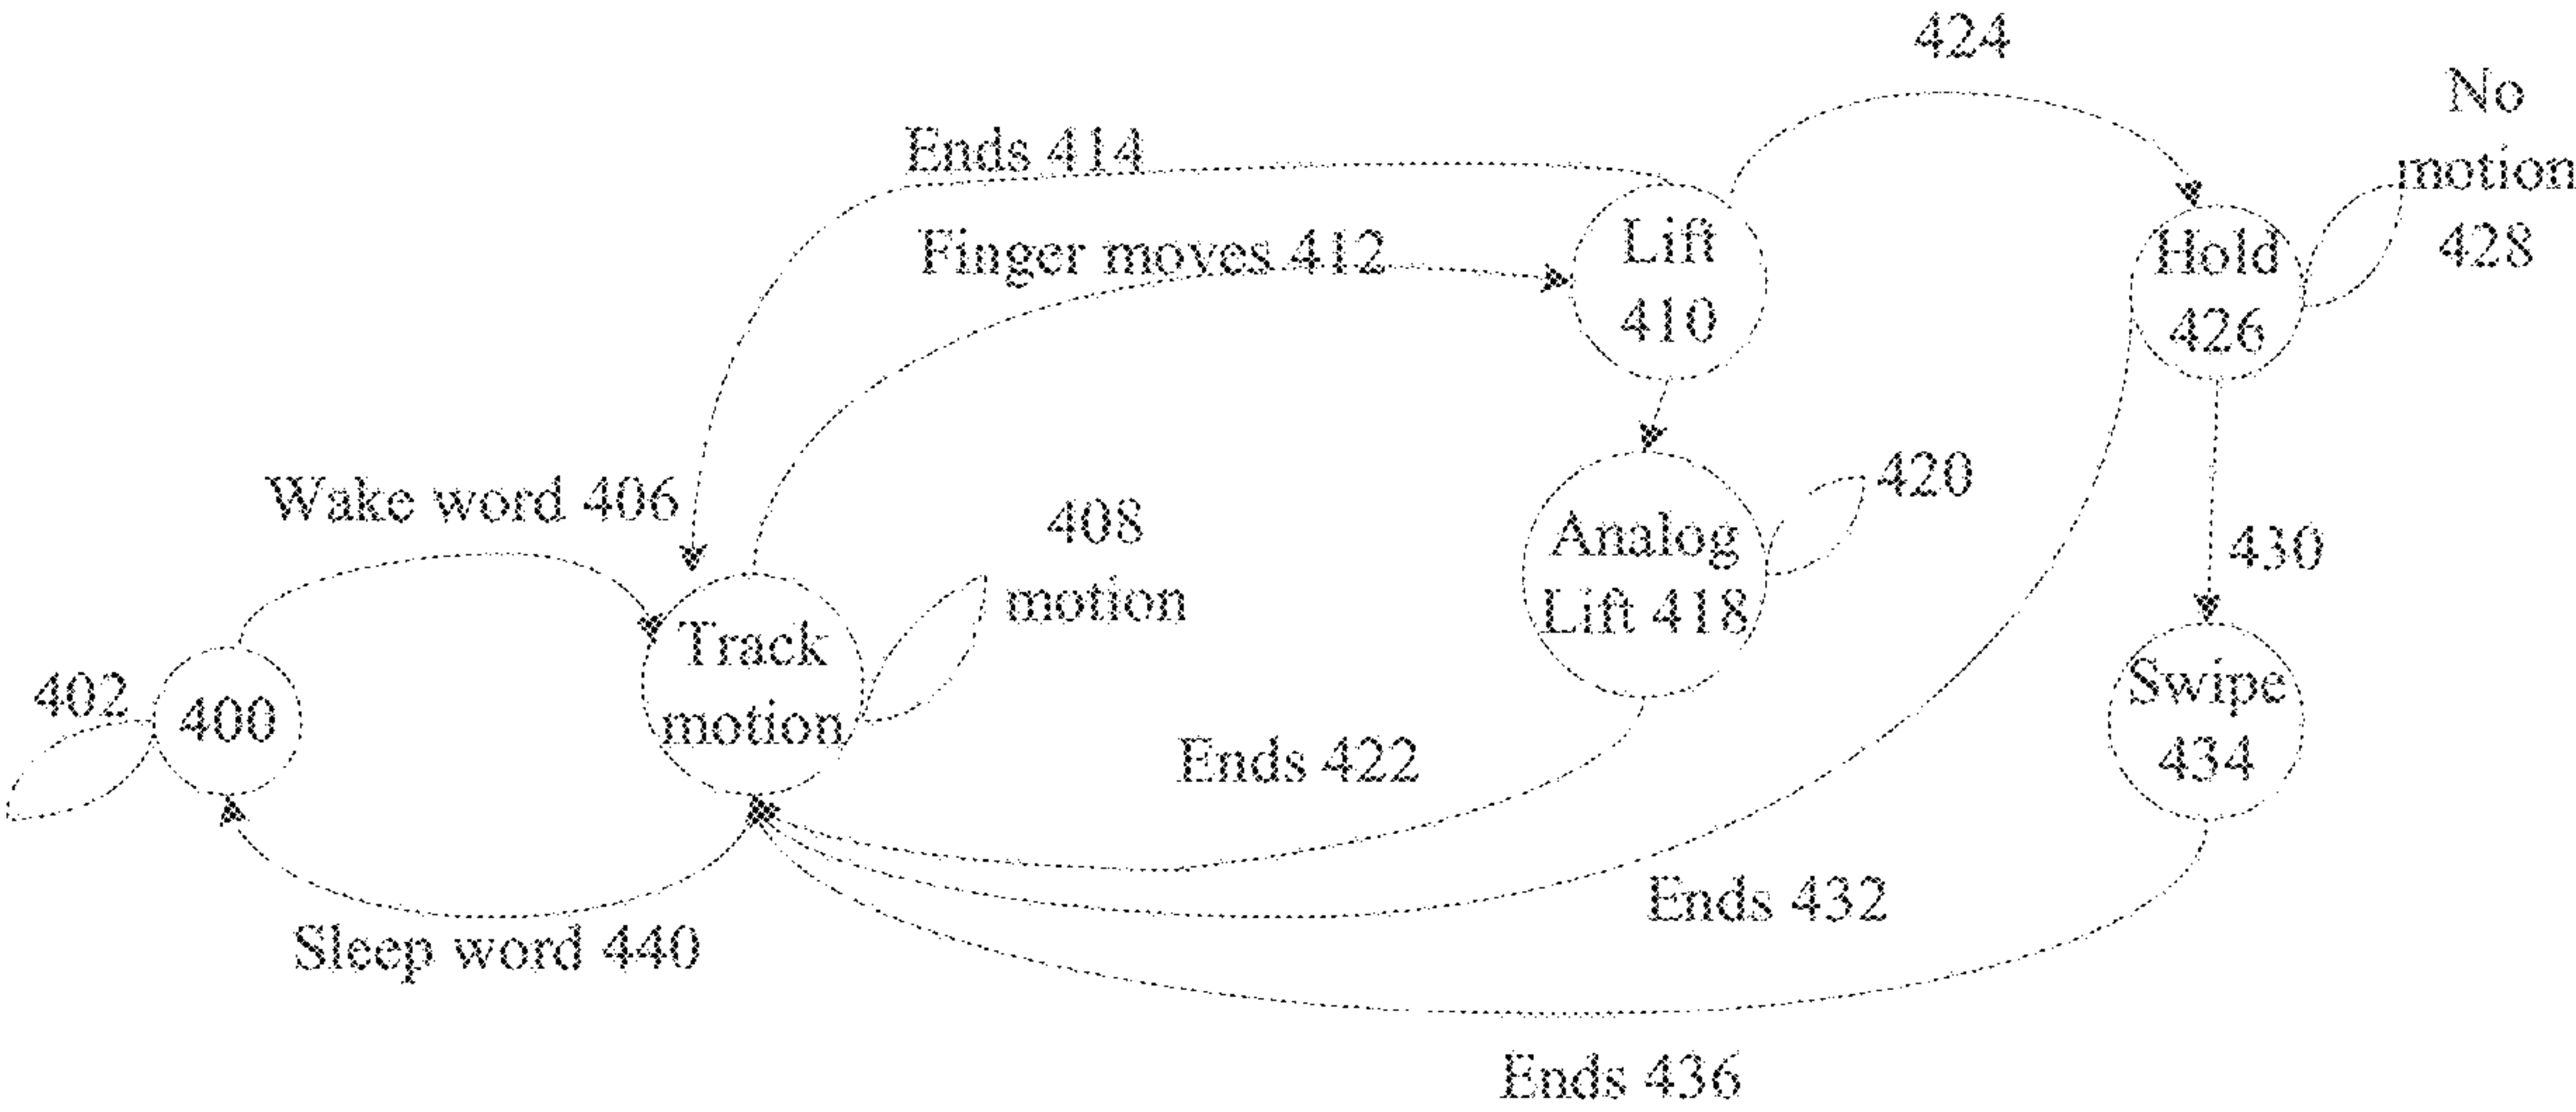 424
No
motion
428
Ends 414
Finger moves 412
Lift
410
Hold
426
Wake word 406
408
motion
420
Analog
Lift 418
430
Track
motion
402
400
Swipe
434
Ends 422
Ends 432
Sleep word 440
Ends 436